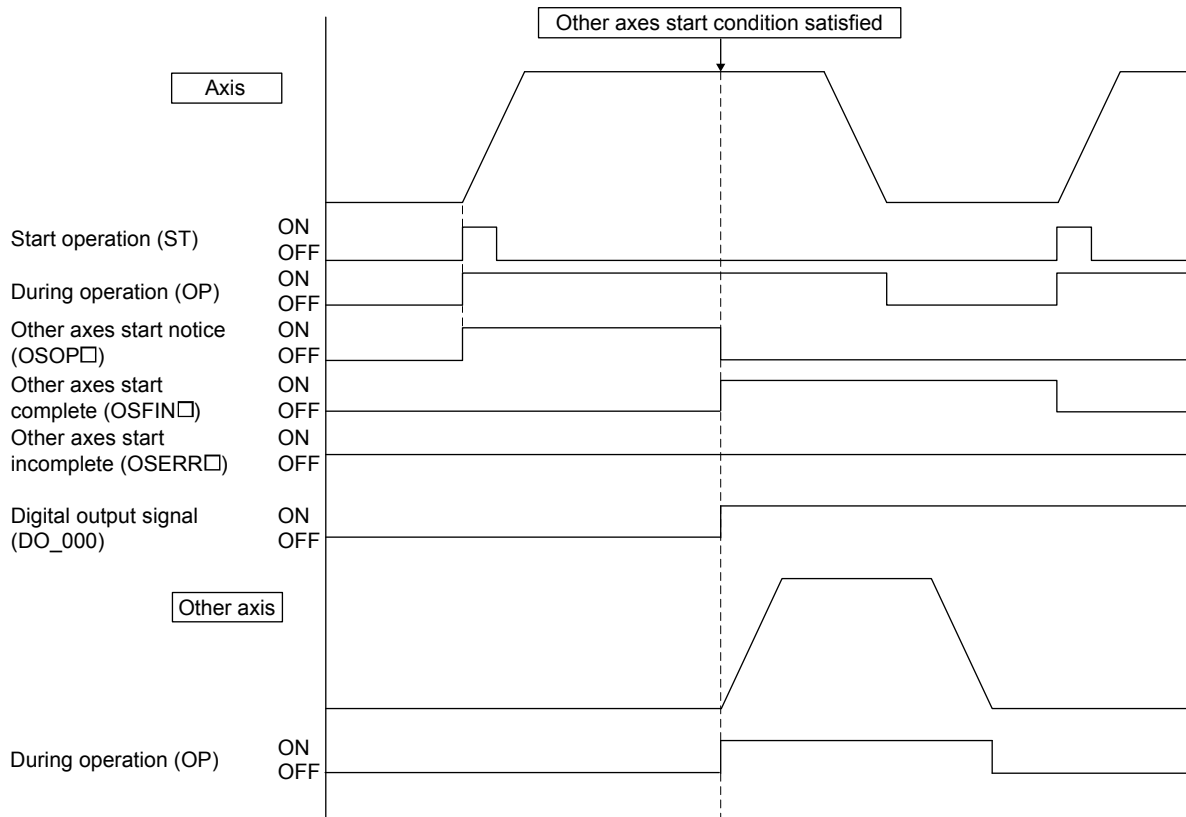 Other axes start condition satisfied
Axis
Start operation (ST)
ON
OFF
During operation (OP)
ON
OFF
Other axes start notice
(OSOP□)
ON
OFF
Other axes start
complete (OSFIN□)
ON
OFF
Other axes start
incomplete (OSERR□)
ON
OFF
Digital output signal
(DO_000)
ON
OFF
Other axis
During operation (OP)
ON
OFF